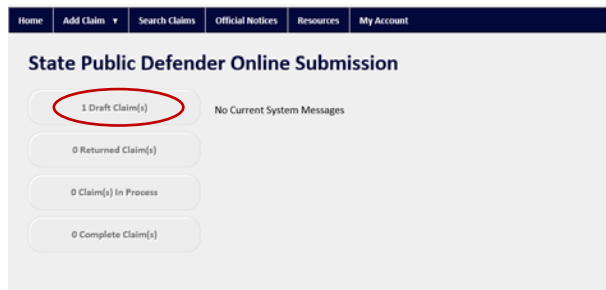 Home Add Claim ▼ Search Claims Official Notices Resources My Account
State Public Defender Online Submission
1 Draft Claim(s) No Current System Messages
0 Returned Claim(s)
0 Claim(s) In Process
0 Complete Claim(s)